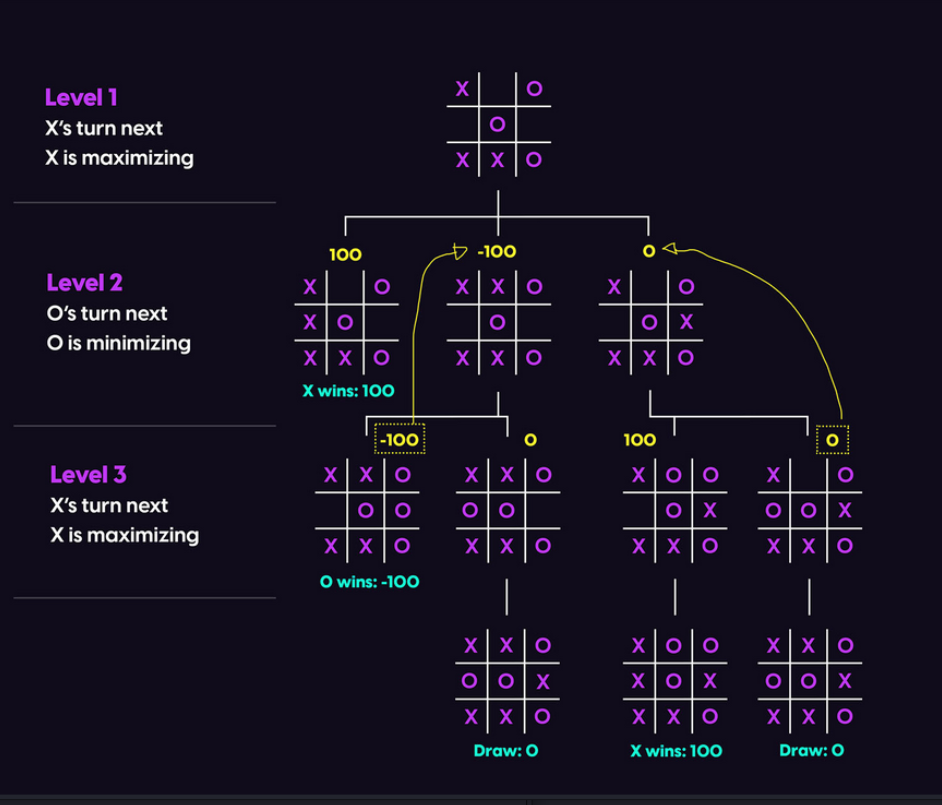 Level 1
X's turn next
X is maximizing
X O
O
X X O
100 -100 0
Level 2
O's turn next
O is minimizing
X O X X O X O
X O O O X
X X O X X O X X O
X wins: 100
-100 0 100 0
Level 3
X's turn next
X is maximizing
X X O X X O X O O X O
O O O O O X O O X
X X O X X O X X O X X O
O wins: -100
X X O X O O X X O
O O X X O X O O X
X X O X X O X X O
Draw: 0 X wins: 100 Draw: 0